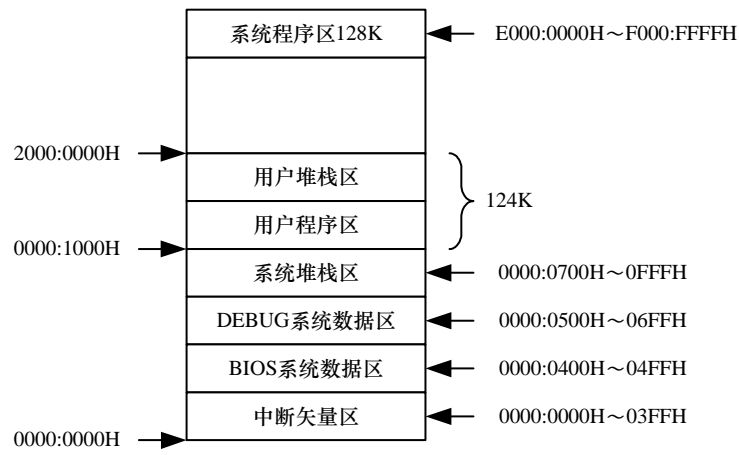 系统程序区128K
E000:0000H～F000:FFFFH
2000:0000H
用户堆栈区
124K
用户程序区
0000:1000H
系统堆栈区
0000:0700H～0FFFH
DEBUG系统数据区
0000:0500H～06FFH
BIOS系统数据区
0000:0400H～04FFH
中断矢量区
0000:0000H～03FFH
0000:0000H